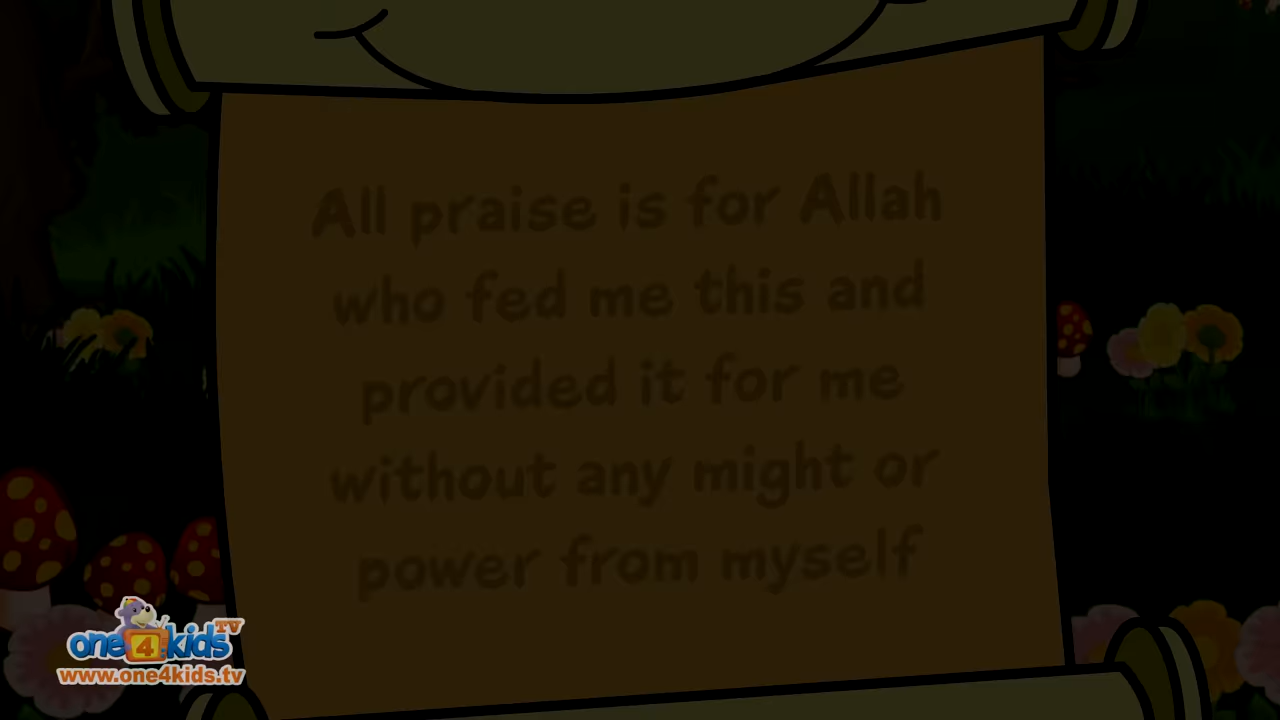 All praise is for Allah
who fed me this and
provided it for me
without any might or
power from myself
one4kids TV
www.one4kids.tv